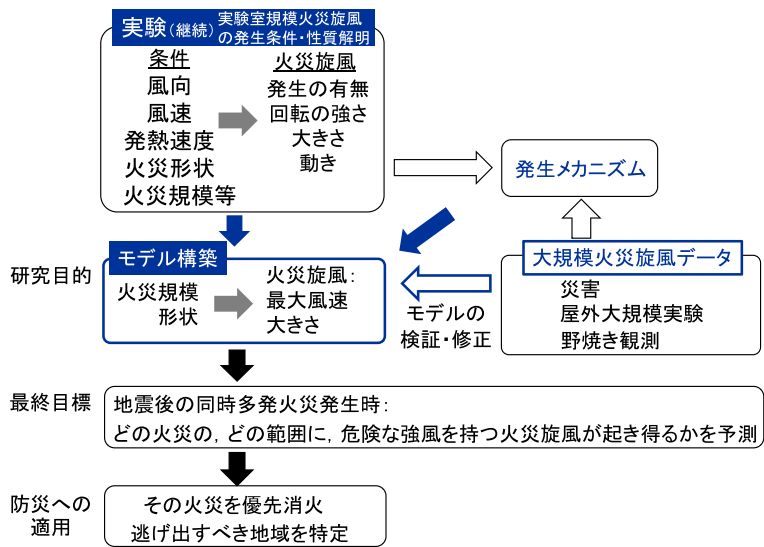 実験(継続) 実験室規模火災旋風
の発生条件・性質解明
条件
風向
風速
発熱速度
火災形状
火災規模等
火災旋風
発生の有無
回転の強さ
大きさ
動き
発生メカニズム
研究目的
モデル構築
火災規模
形状
火災旋風:
最大風速
大きさ
モデルの
検証・修正
大規模火災旋風データ
災害
屋外大規模実験
野焼き観測
最終目標
地震後の同時多発火災発生時:
どの火災の, どの範囲に, 危険な強風を持つ火災旋風が起き得るかを予測
防災への
適用
その火災を優先消火
逃げ出すべき地域を特定